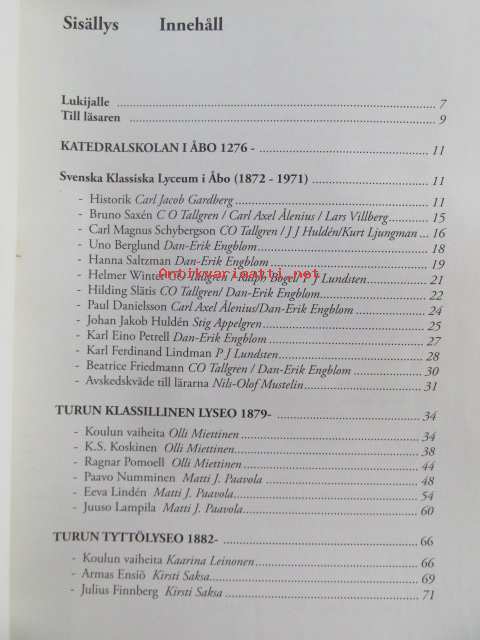 Sisällys Innehåll
Lukijalle ........ 7
Till läsaren ........ 9
KATEDRALSKOLAN I ÅBO 1276 - ........ 11
Svenska Klassiska Lyceum i Åbo (1872 - 1971) ........ 11
- Historik Carl Jacob Gardberg ........ 11
- Bruno Saxén C O Tallgren / Carl Axel Ålenius / Lars Villberg ........ 15
- Carl Magnus Schybergson CO Tallgren / J J Huldén/Kurt Ljungman ... 16
- Uno Berglund Dan-Erik Engblom ........ 18
- Hanna Saltzman Dan-Erik Engblom ........ 19
- Helmer Winter CO Tallgren / Ralph Bögel P J Lundsten ........ 21
- Hilding Slätis CO Tallgren/ Dan-Erik Engblom ........ 22
- Paul Danielsson Carl Axel Ålenius/Dan-Erik Engblom ........ 24
- Johan Jakob Huldén Stig Appelgren ........ 25
- Karl Eino Petrell Dan-Erik Engblom ........ 27
- Karl Ferdinand Lindman P J Lundsten ........ 28
- Beatrice Friedmann CO Tallgren / Dan-Erik Engblom ........ 30
- Avskedskväde till lärarna Nils-Olof Mustelin ........ 31
TURUN KLASSILLINEN LYSEO 1879- ........ 34
- Koulun vaiheita Olli Miettinen ........ 34
- K.S. Koskinen Olli Miettinen ........ 38
- Ragnar Pomoell Olli Miettinen ........ 44
- Paavo Numminen Matti J. Paavola ........ 48
- Eeva Lindén Matti J. Paavola ........ 54
- Juuso Lampila Matti J. Paavola ........ 60
TURUN TYTTÖLYSEO 1882- ........ 66
- Koulun vaiheita Kaarina Leinonen ........ 66
- Armas Ensiö Kirsti Saksa ........ 69
- Julius Finnberg Kirsti Saksa ........ 71
antikvariaatti.net